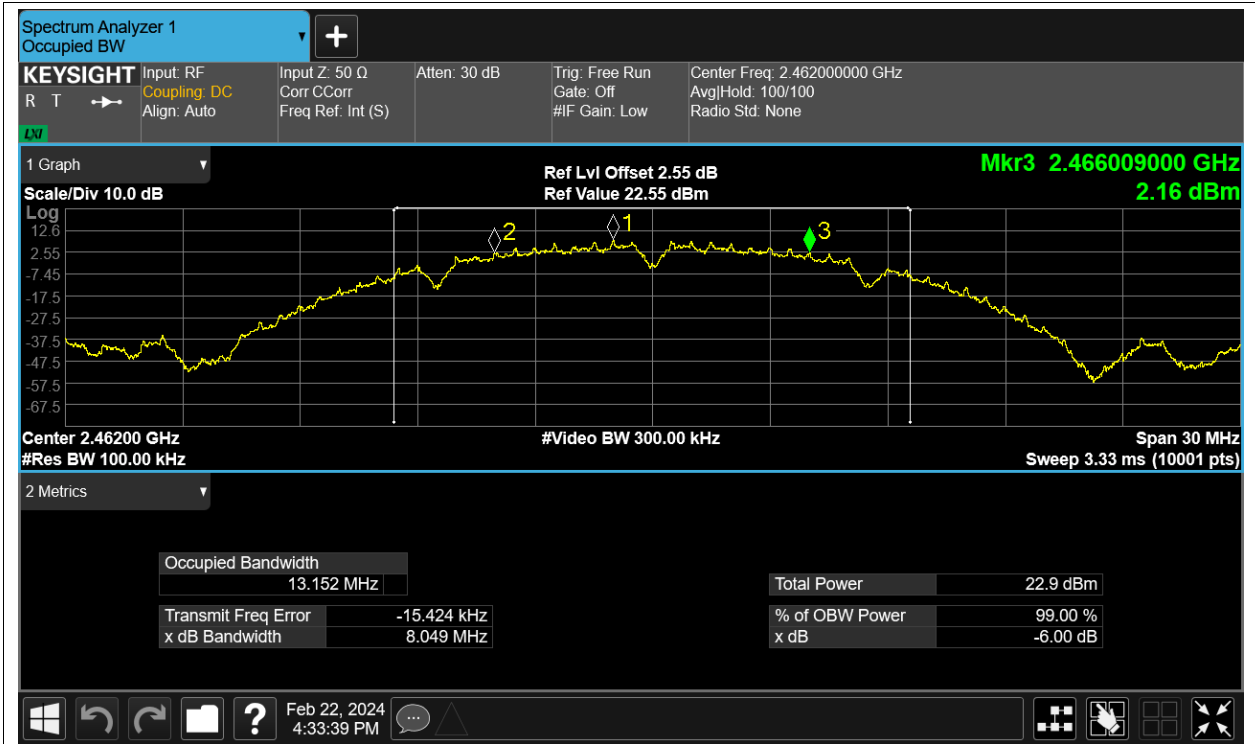 Spectrum Analyzer 1
Occupied BW
KEYSIGHT
R T
LXI
Input: RF
Coupling: DC
Align: Auto
Input Z: 50 Ω
Corr CCorr
Freq Ref: Int (S)
Atten: 30 dB
Trig: Free Run
Gate: Off
#IF Gain: Low
Center Freq: 2.462000000 GHz
Avg|Hold: 100/100
Radio Std: None
1 Graph
Scale/Div 10.0 dB
Ref Lvl Offset 2.55 dB
Ref Value 22.55 dBm
Mkr3 2.466009000 GHz
2.16 dBm
Log
12.6
2.55
-7.45
-17.5
-27.5
-37.5
-47.5
-57.5
-67.5
2
1
3
Center 2.46200 GHz
#Res BW 100.00 kHz
#Video BW 300.00 kHz
Span 30 MHz
Sweep 3.33 ms (10001 pts)
2 Metrics
Occupied Bandwidth
13.152 MHz
Transmit Freq Error -15.424 kHz
x dB Bandwidth 8.049 MHz
Total Power 22.9 dBm
% of OBW Power 99.00 %
x dB -6.00 dB
?
Feb 22, 2024
4:33:39 PM